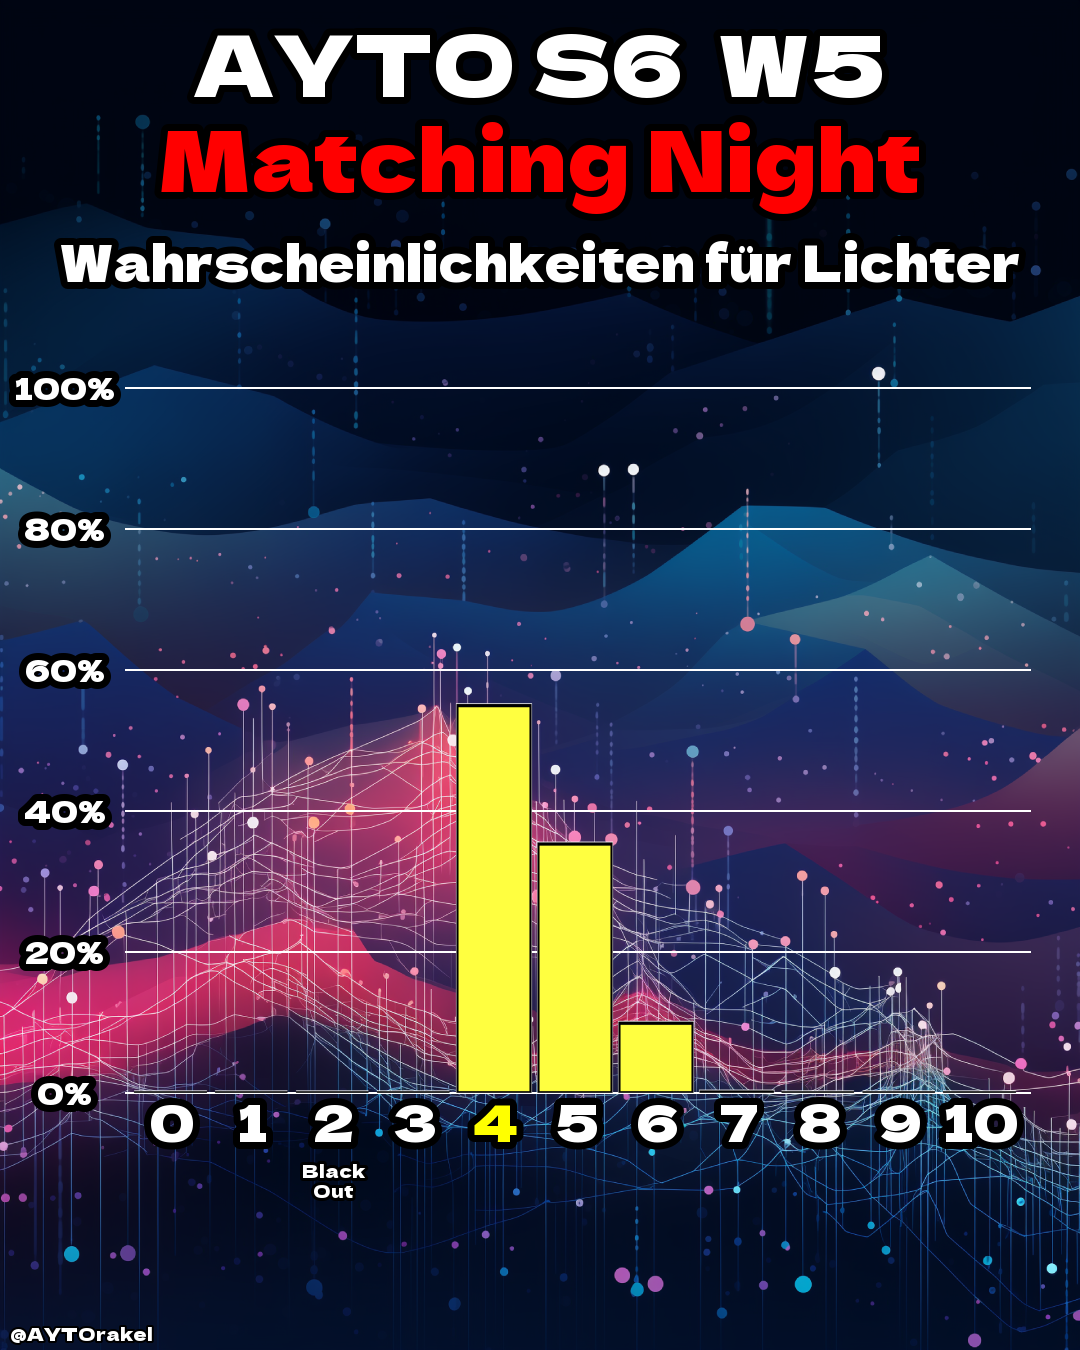 AYTO S6 W5
Matching Night
Wahrscheinlichkeiten für Lichter
100%
80%
60%
40%
20%
0%
0 1 2 3 4 5 6 7 8 9 10
Black
Out
@AYTOrakel